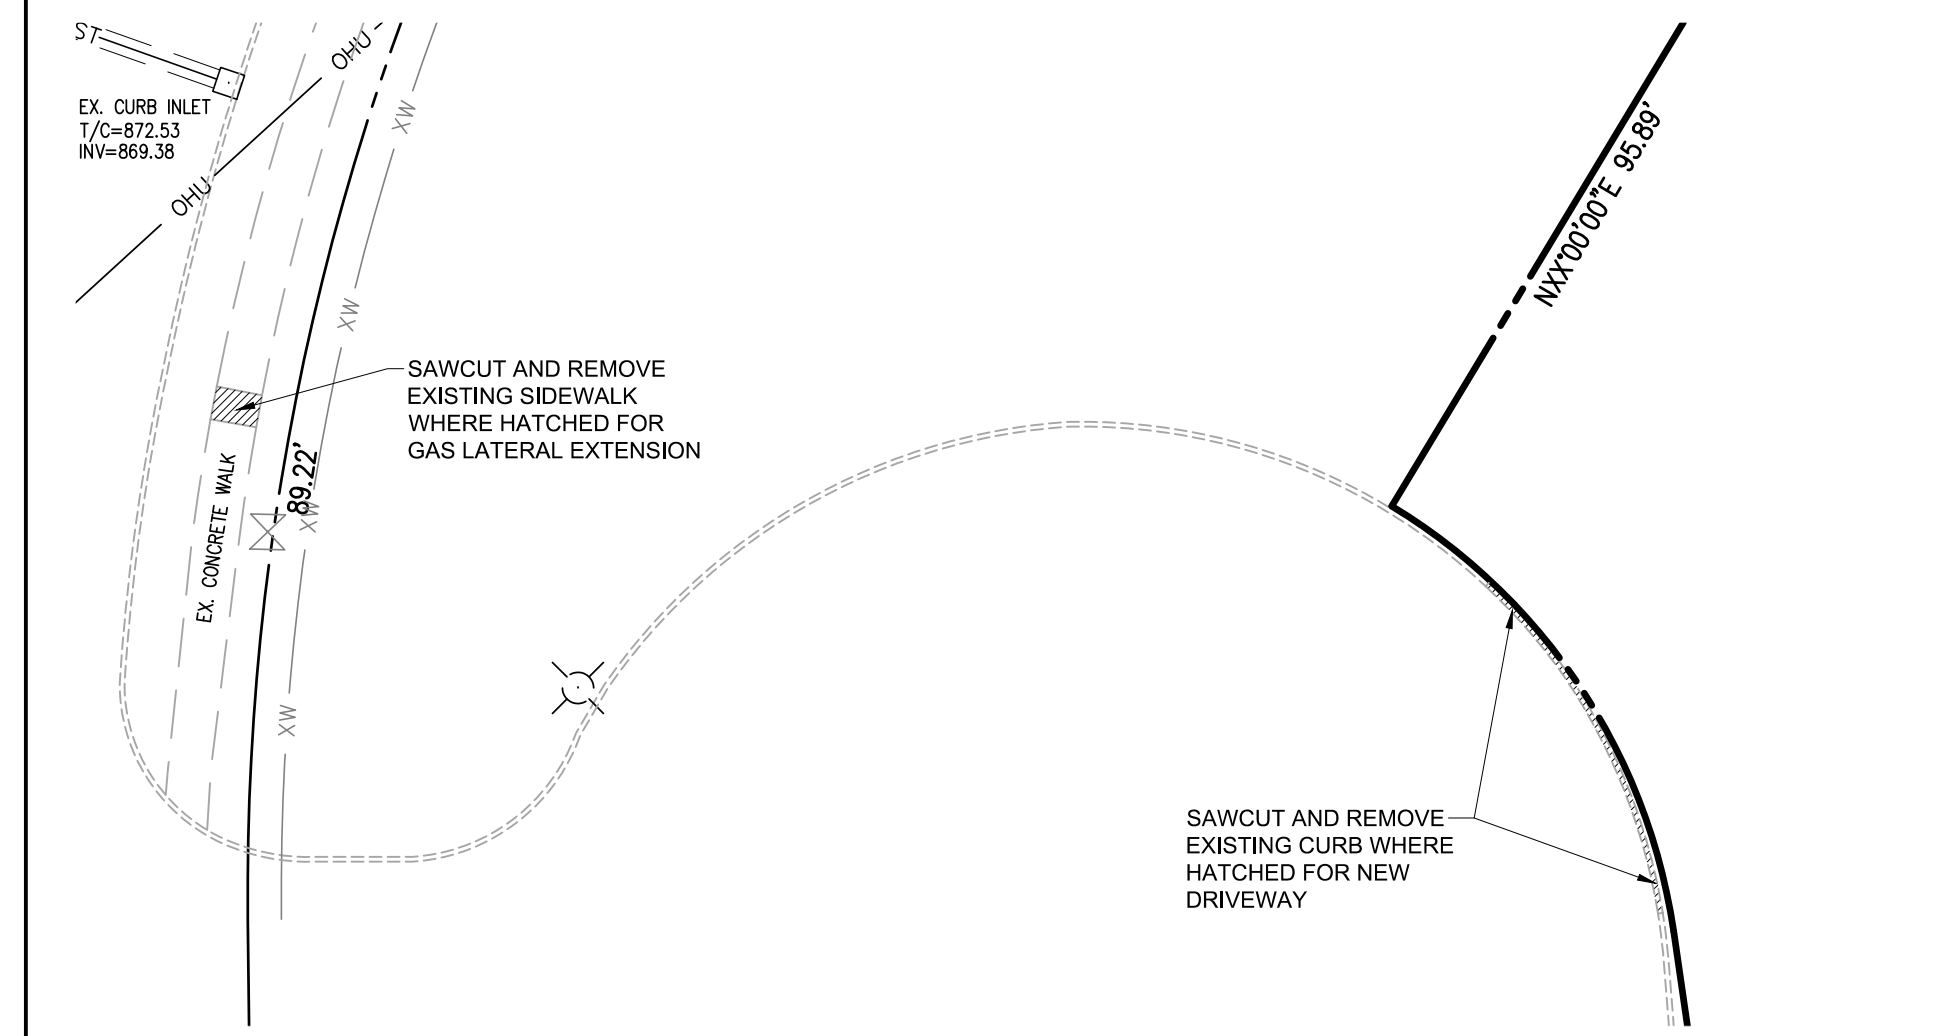 ST
OHU
EX. CURB INLET
T/C=872.53
INV=869.38
XW
OHU
NXX°00'00"E 95.89'
XW
SAWCUT AND REMOVE
EXISTING SIDEWALK
WHERE HATCHED FOR
GAS LATERAL EXTENSION
89.22'
XW
EX. CONCRETE WALK
XW
SAWCUT AND REMOVE
EXISTING CURB WHERE
HATCHED FOR NEW
DRIVEWAY